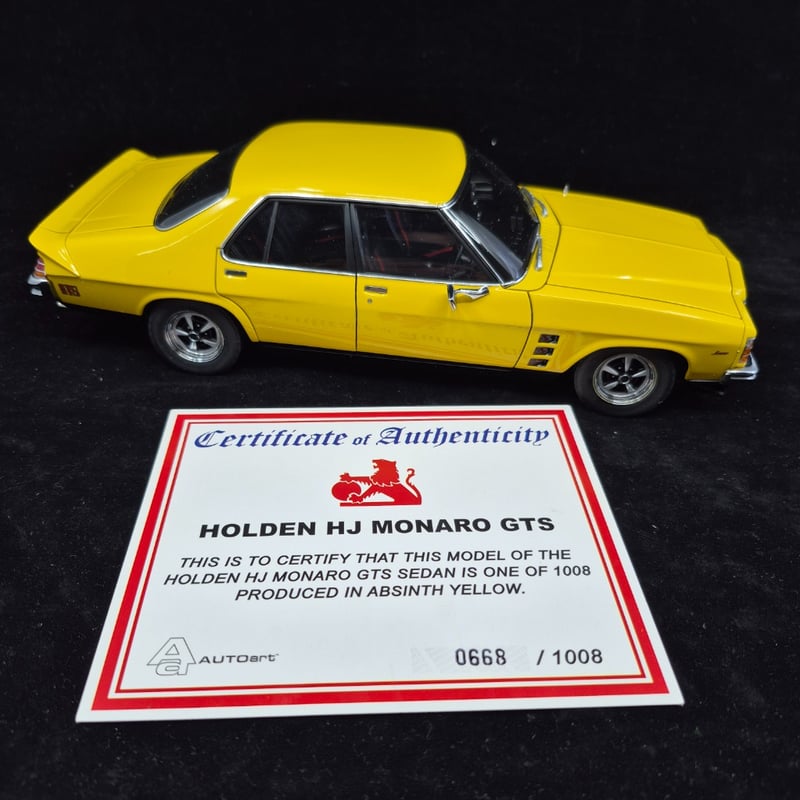 Certificate of Authenticity
HOLDEN HJ MONARO GTS
THIS IS TO CERTIFY THAT THIS MODEL OF THE
HOLDEN HJ MONARO GTS SEDAN IS ONE OF 1008
PRODUCED IN ABSINTH YELLOW.
AUTOart
0668 / 1008